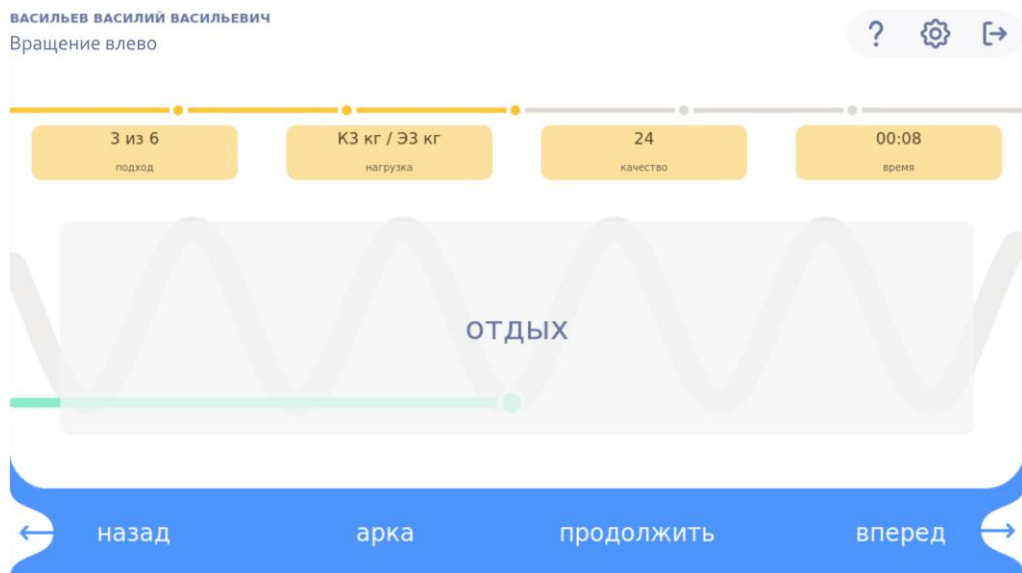 ВАСИЛЬЕВ ВАСИЛИЙ ВАСИЛЬЕВИЧ
Вращение влево
?
3 из 6
подход
К3 кг / Э3 кг
нагрузка
24
качество
00:08
время
отдых
назад
арка
продолжить
вперед